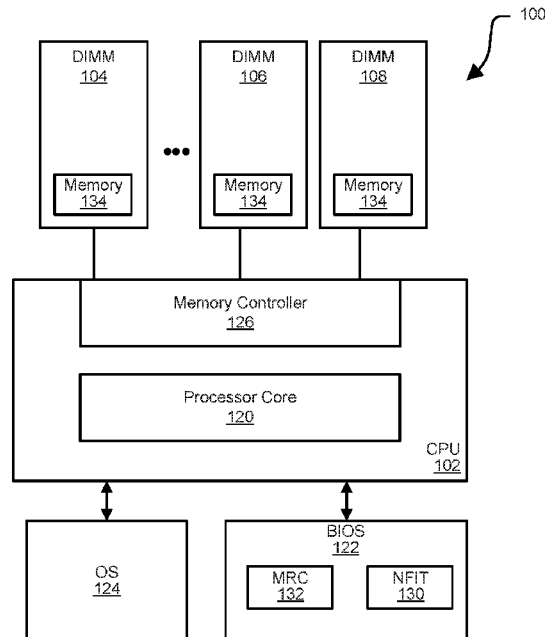 100
DIMM
104
DIMM
106
DIMM
108
Memory
134
Memory
134
Memory
134
Memory Controller
126
Processor Core
120
CPU
102
OS
124
BIOS
122
MRC
132
NFIT
130